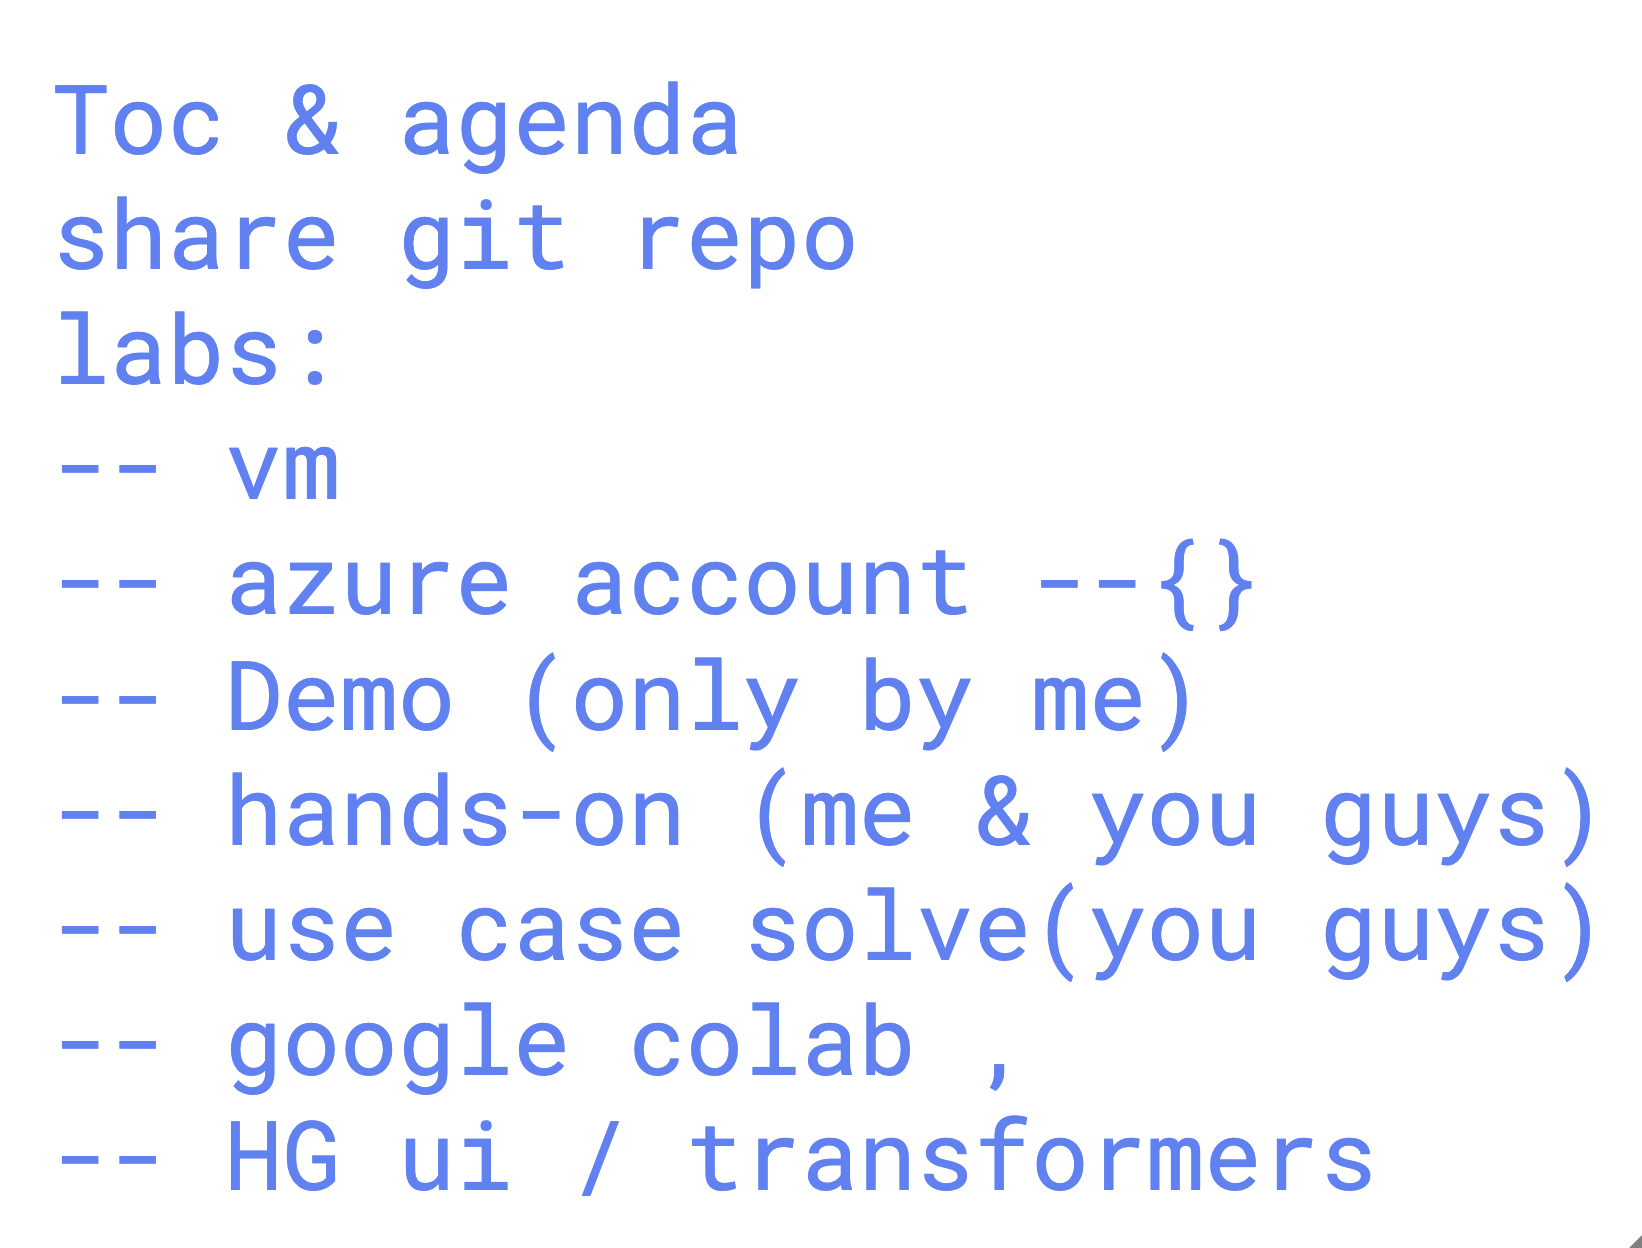 Toc & agenda
share git repo
labs:
-- vm
-- azure account --{}
-- Demo (only by me)
-- hands-on (me & you guys)
-- use case solve(you guys)
-- google colab ,
-- HG ui / transformers